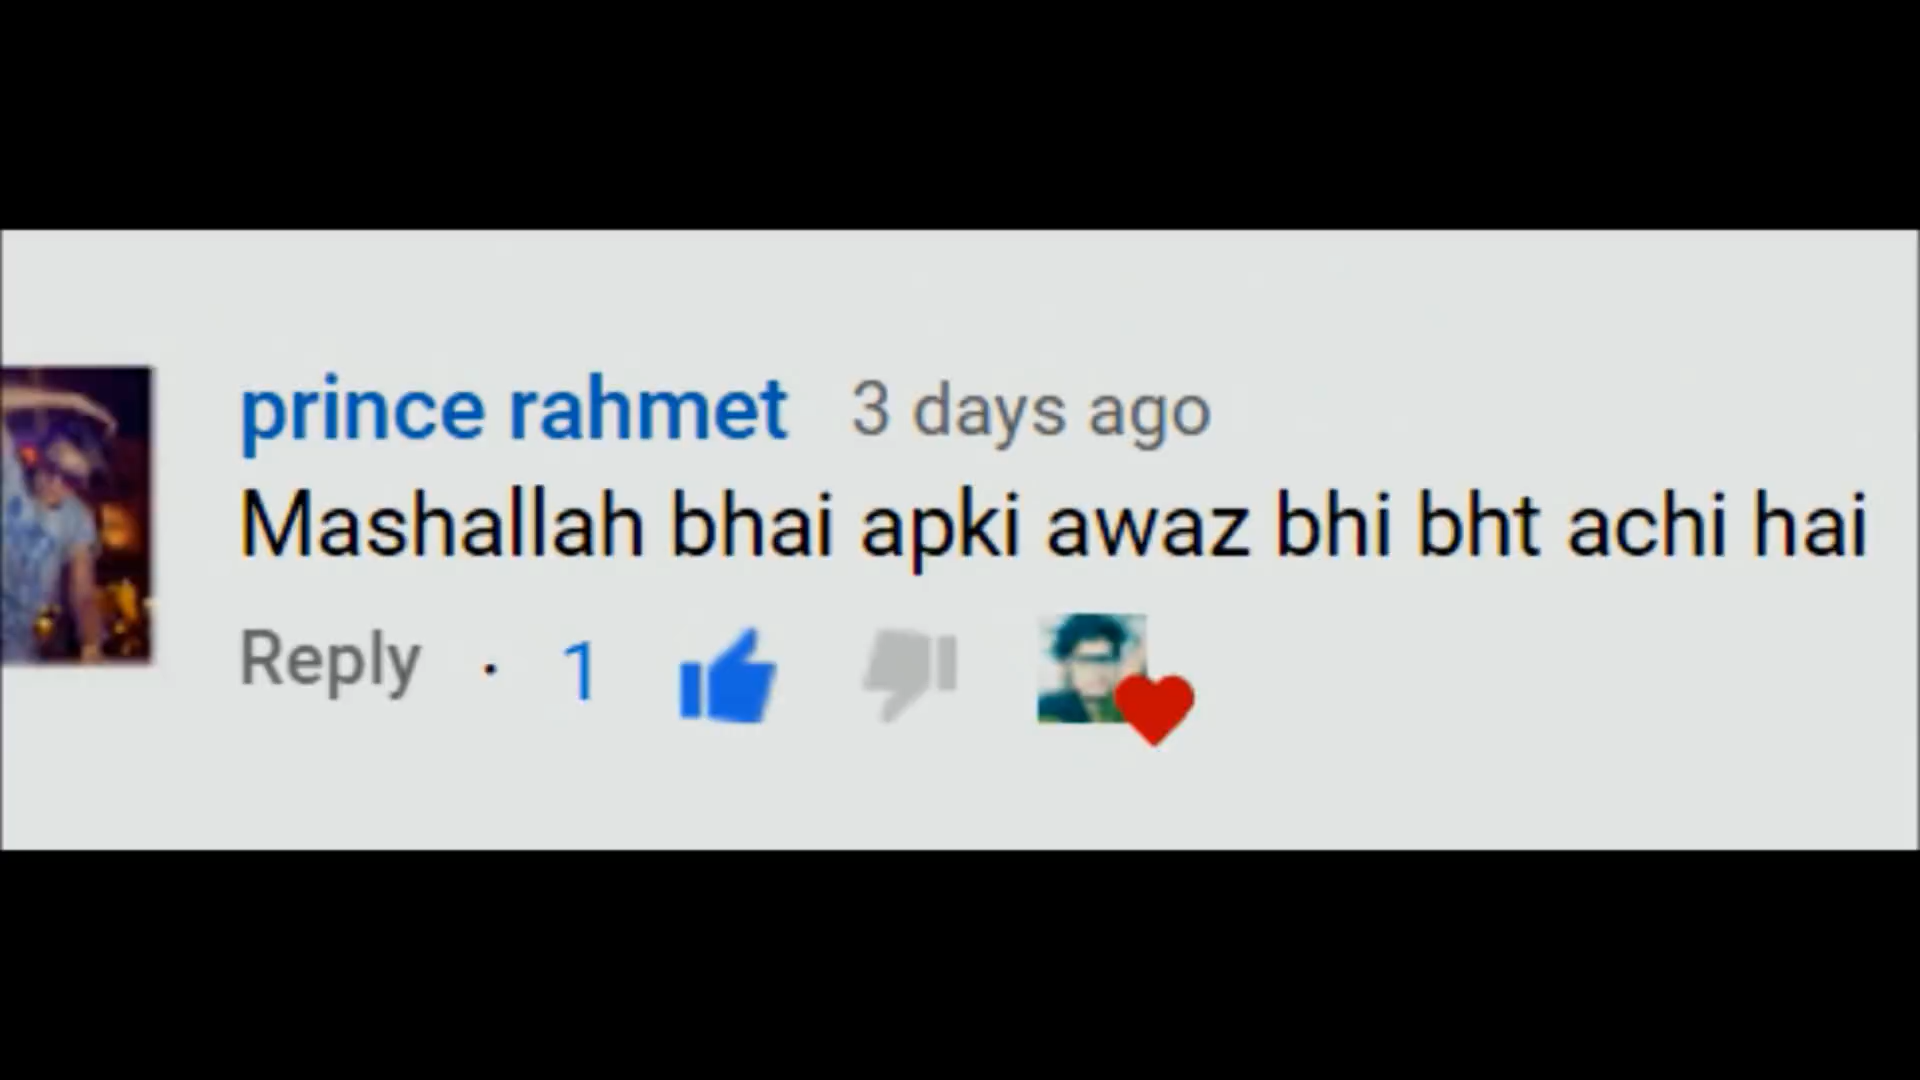 prince rahmet 3 days ago
Mashallah bhai apki awaz bhi bht achi hai
Reply · 1